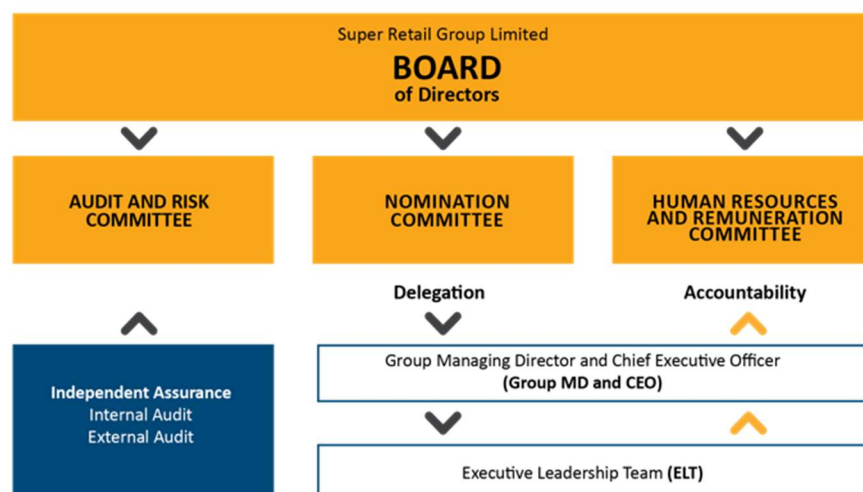 Super Retail Group Limited
BOARD
of Directors
AUDIT AND RISK
COMMITTEE
NOMINATION
COMMITTEE
HUMAN RESOURCES
AND REMUNERATION
COMMITTEE
Delegation
Accountability
Independent Assurance
Internal Audit
External Audit
Group Managing Director and Chief Executive Officer
(Group MD and CEO)
Executive Leadership Team (ELT)